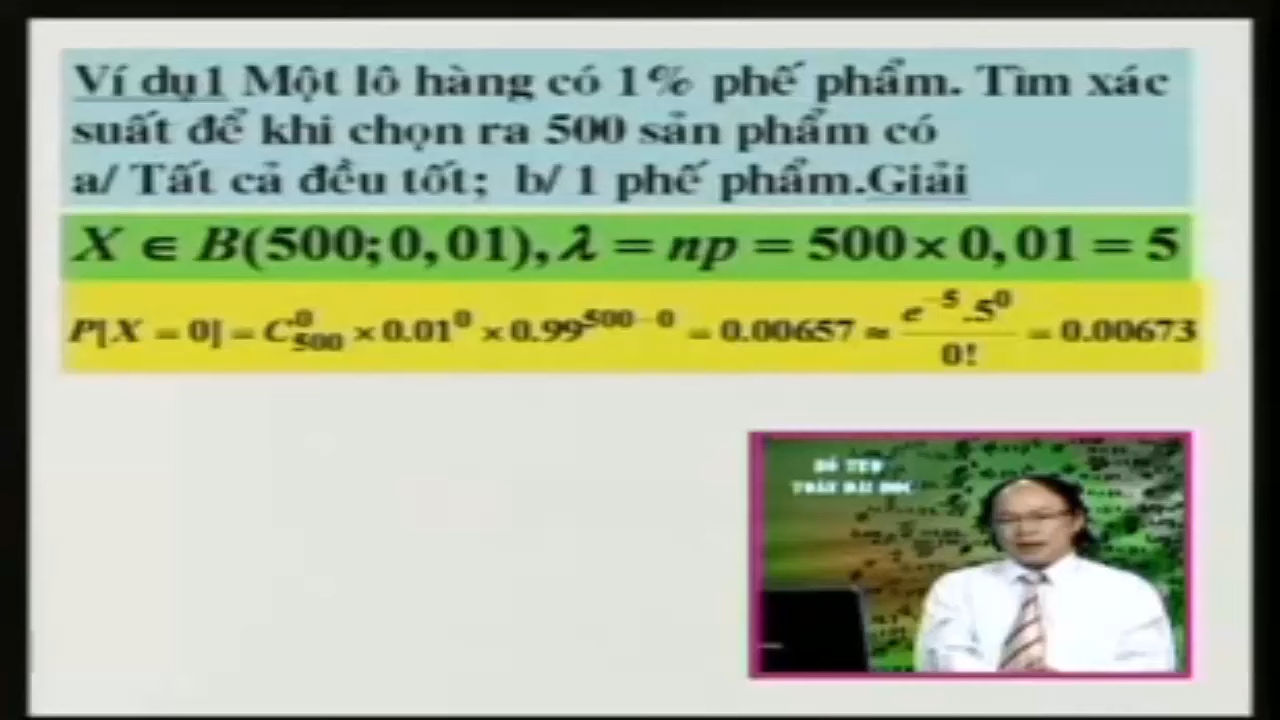 Ví dụ1 Một lô hàng có 1% phế phẩm. Tìm xác
suất để khi chọn ra 500 sản phẩm có
a/ Tất cả đều tốt; b/ 1 phế phẩm.Giải
X ∈ B(500;0,01), λ = np = 500×0,01 = 5
P[X = 0] = C⁰₅₀₀ × 0.01⁰ × 0.99⁵⁰⁰⁻⁰ = 0.00657 ≈ e⁻⁵.5⁰ / 0! = 0.00673